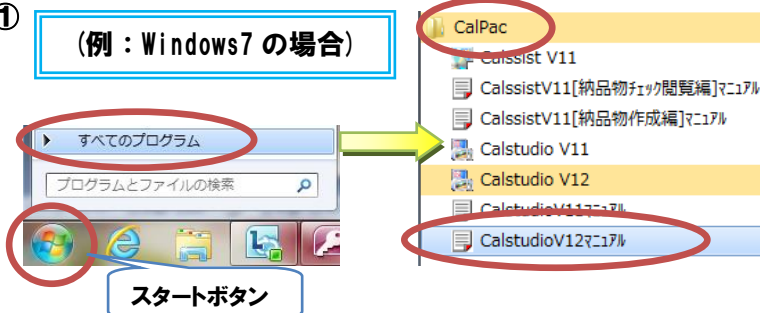 ①
(例：Windows7 の場合)
すべてのプログラム
プログラムとファイルの検索
スタートボタン
CalPac
Calssist V11
CalssistV11[納品物ﾁｪｯｸ閲覧編]ﾏﾆｭｱﾙ
CalssistV11[納品物作成編]ﾏﾆｭｱﾙ
Calstudio V11
Calstudio V12
CalstudioV11ﾏﾆｭｱﾙ
CalstudioV12ﾏﾆｭｱﾙ